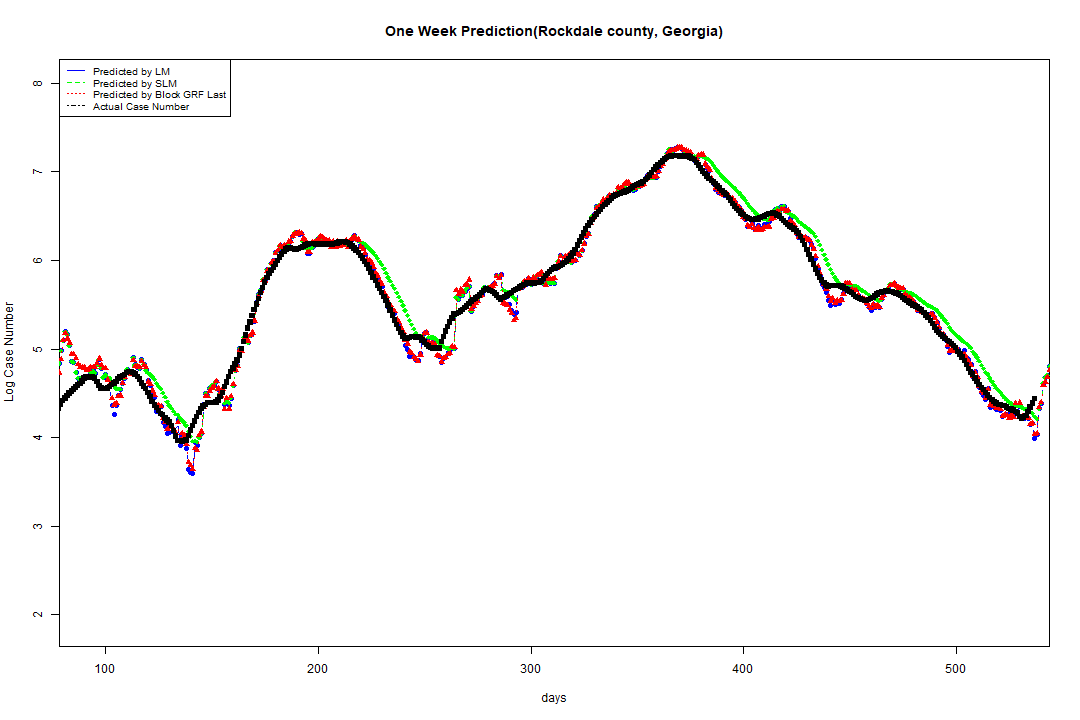 One Week Prediction(Rockdale county, Georgia)
Predicted by LM
Predicted by SLM
Predicted by Block GRF Last
Actual Case Number
8
7
6
5
4
3
2
Log Case Number
100 200 300 400 500
days